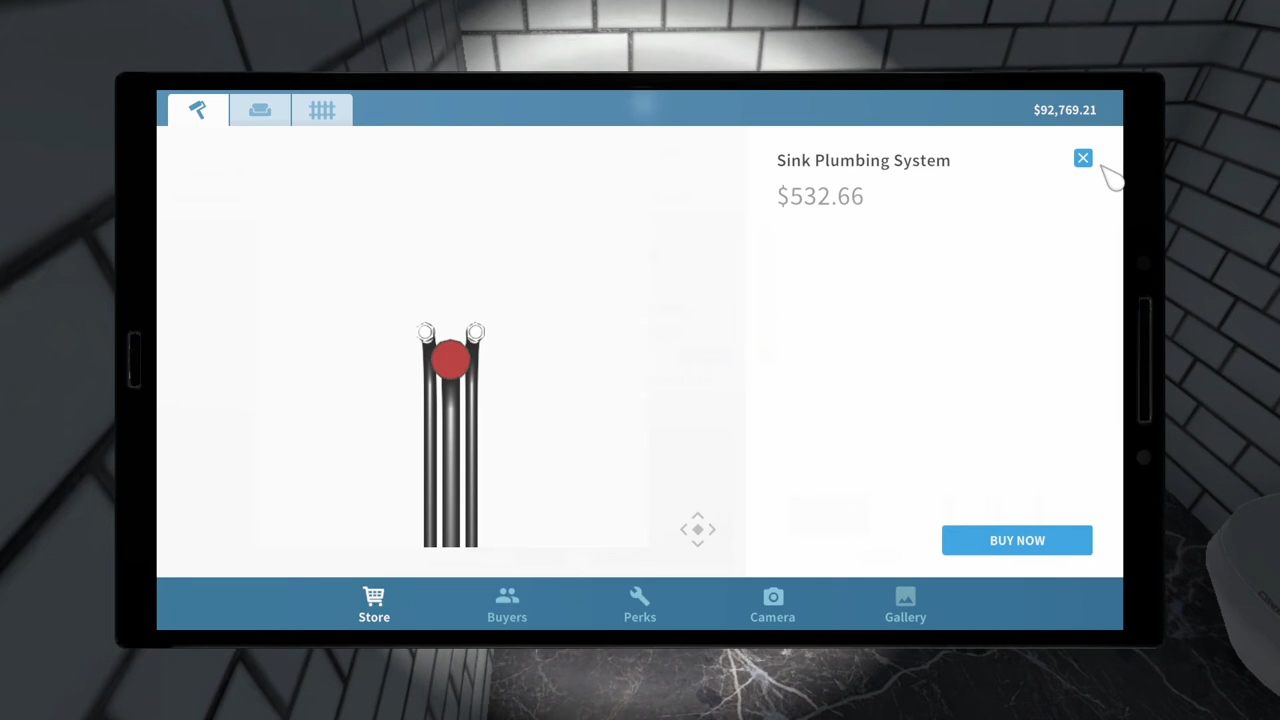 $92,769.21
Sink Plumbing System
$532.66
BUY NOW
Store
Buyers
Perks
Camera
Gallery